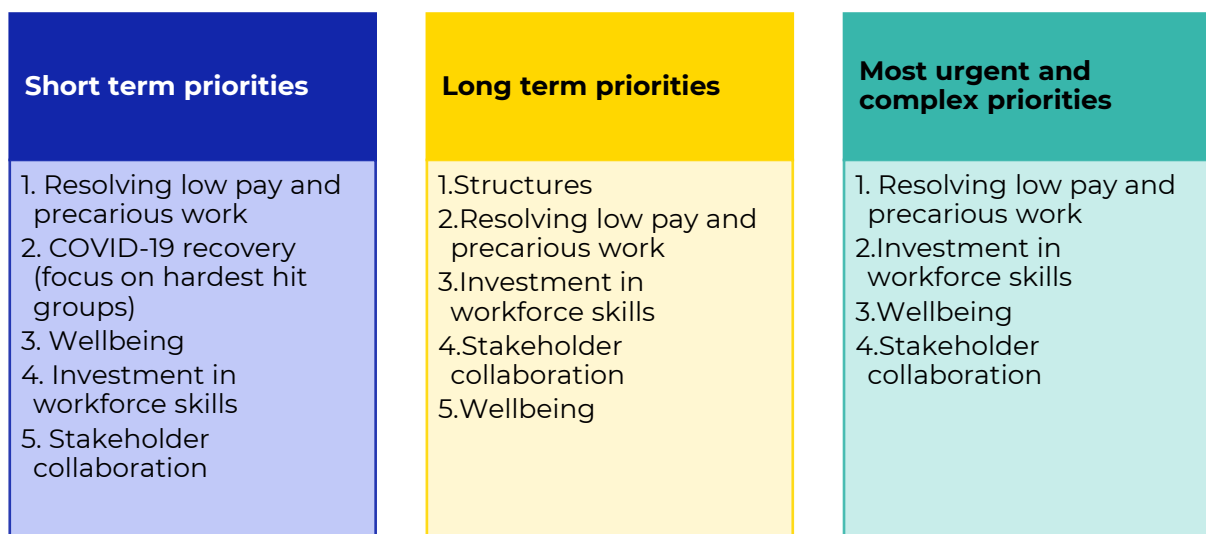 Short term priorities
1. Resolving low pay and
precarious work
2. COVID-19 recovery
(focus on hardest hit
groups)
3. Wellbeing
4. Investment in
workforce skills
5. Stakeholder
collaboration
Long term priorities
1.Structures
2.Resolving low pay and
precarious work
3.Investment in
workforce skills
4.Stakeholder
collaboration
5.Wellbeing
Most urgent and
complex priorities
1. Resolving low pay and
precarious work
2.Investment in
workforce skills
3.Wellbeing
4.Stakeholder
collaboration